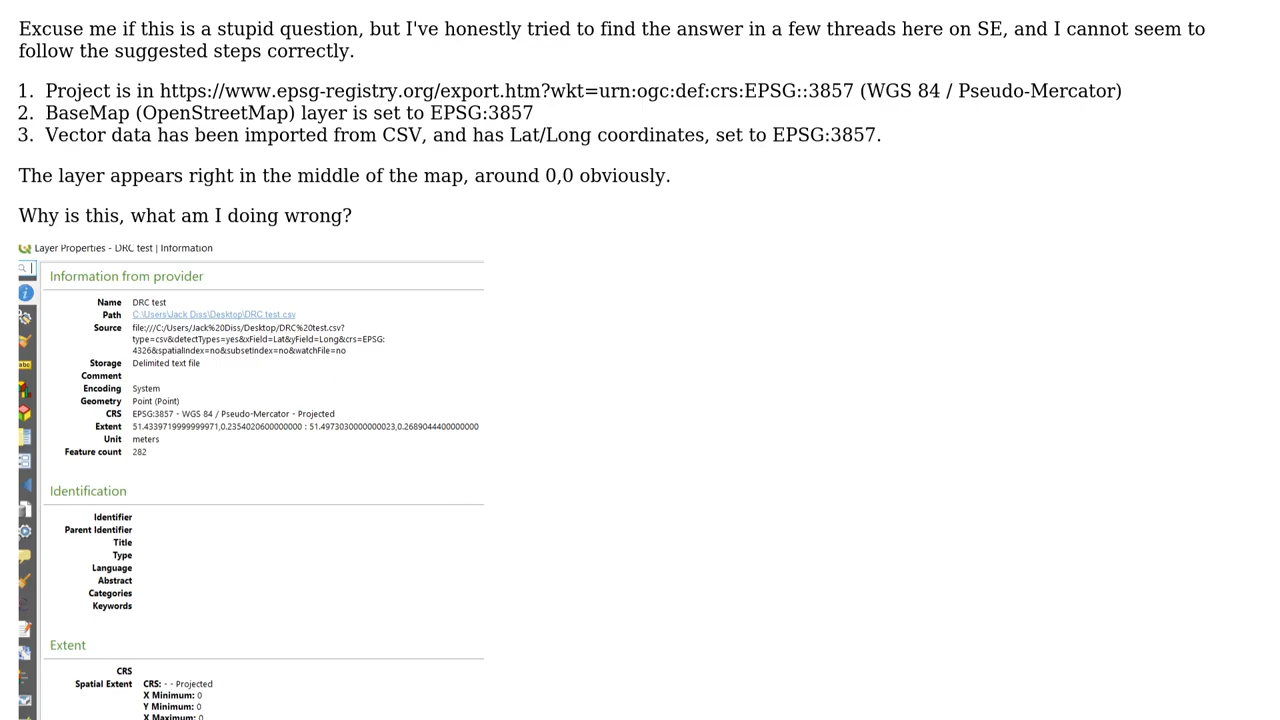 Excuse me if this is a stupid question, but I've honestly tried to find the answer in a few threads here on SE, and I cannot seem to
follow the suggested steps correctly.
1. Project is in https://www.epsg-registry.org/export.htm?wkt=urn:ogc:def:crs:EPSG::3857 (WGS 84 / Pseudo-Mercator)
2. BaseMap (OpenStreetMap) layer is set to EPSG:3857
3. Vector data has been imported from CSV, and has Lat/Long coordinates, set to EPSG:3857.
The layer appears right in the middle of the map, around 0,0 obviously.
Why is this, what am I doing wrong?
Layer Properties - DRC test | Information
Information from provider
Name DRC test
Path C:\Users\Jack Diss\Desktop\DRC test.csv
Source file:///C:/Users/Jack%20Diss/Desktop/DRC%20test.csv?
type=csv&detectTypes=yes&xField=Lat&yField=Long&crs=EPSG:
4326&spatialIndex=no&subsetIndex=no&watchFile=no
Storage Delimited text file
Comment
Encoding System
Geometry Point (Point)
CRS EPSG:3857 - WGS 84 / Pseudo-Mercator - Projected
Extent 51.4339719999999971,0.2354020600000000 : 51.4973030000000023,0.2689044400000000
Unit meters
Feature count 282
abc
Identification
Identifier
Parent Identifier
Title
Type
Language
Abstract
Categories
Keywords
Extent
CRS
Spatial Extent CRS: - - Projected
X Minimum: 0
Y Minimum: 0
X Maximum: 0